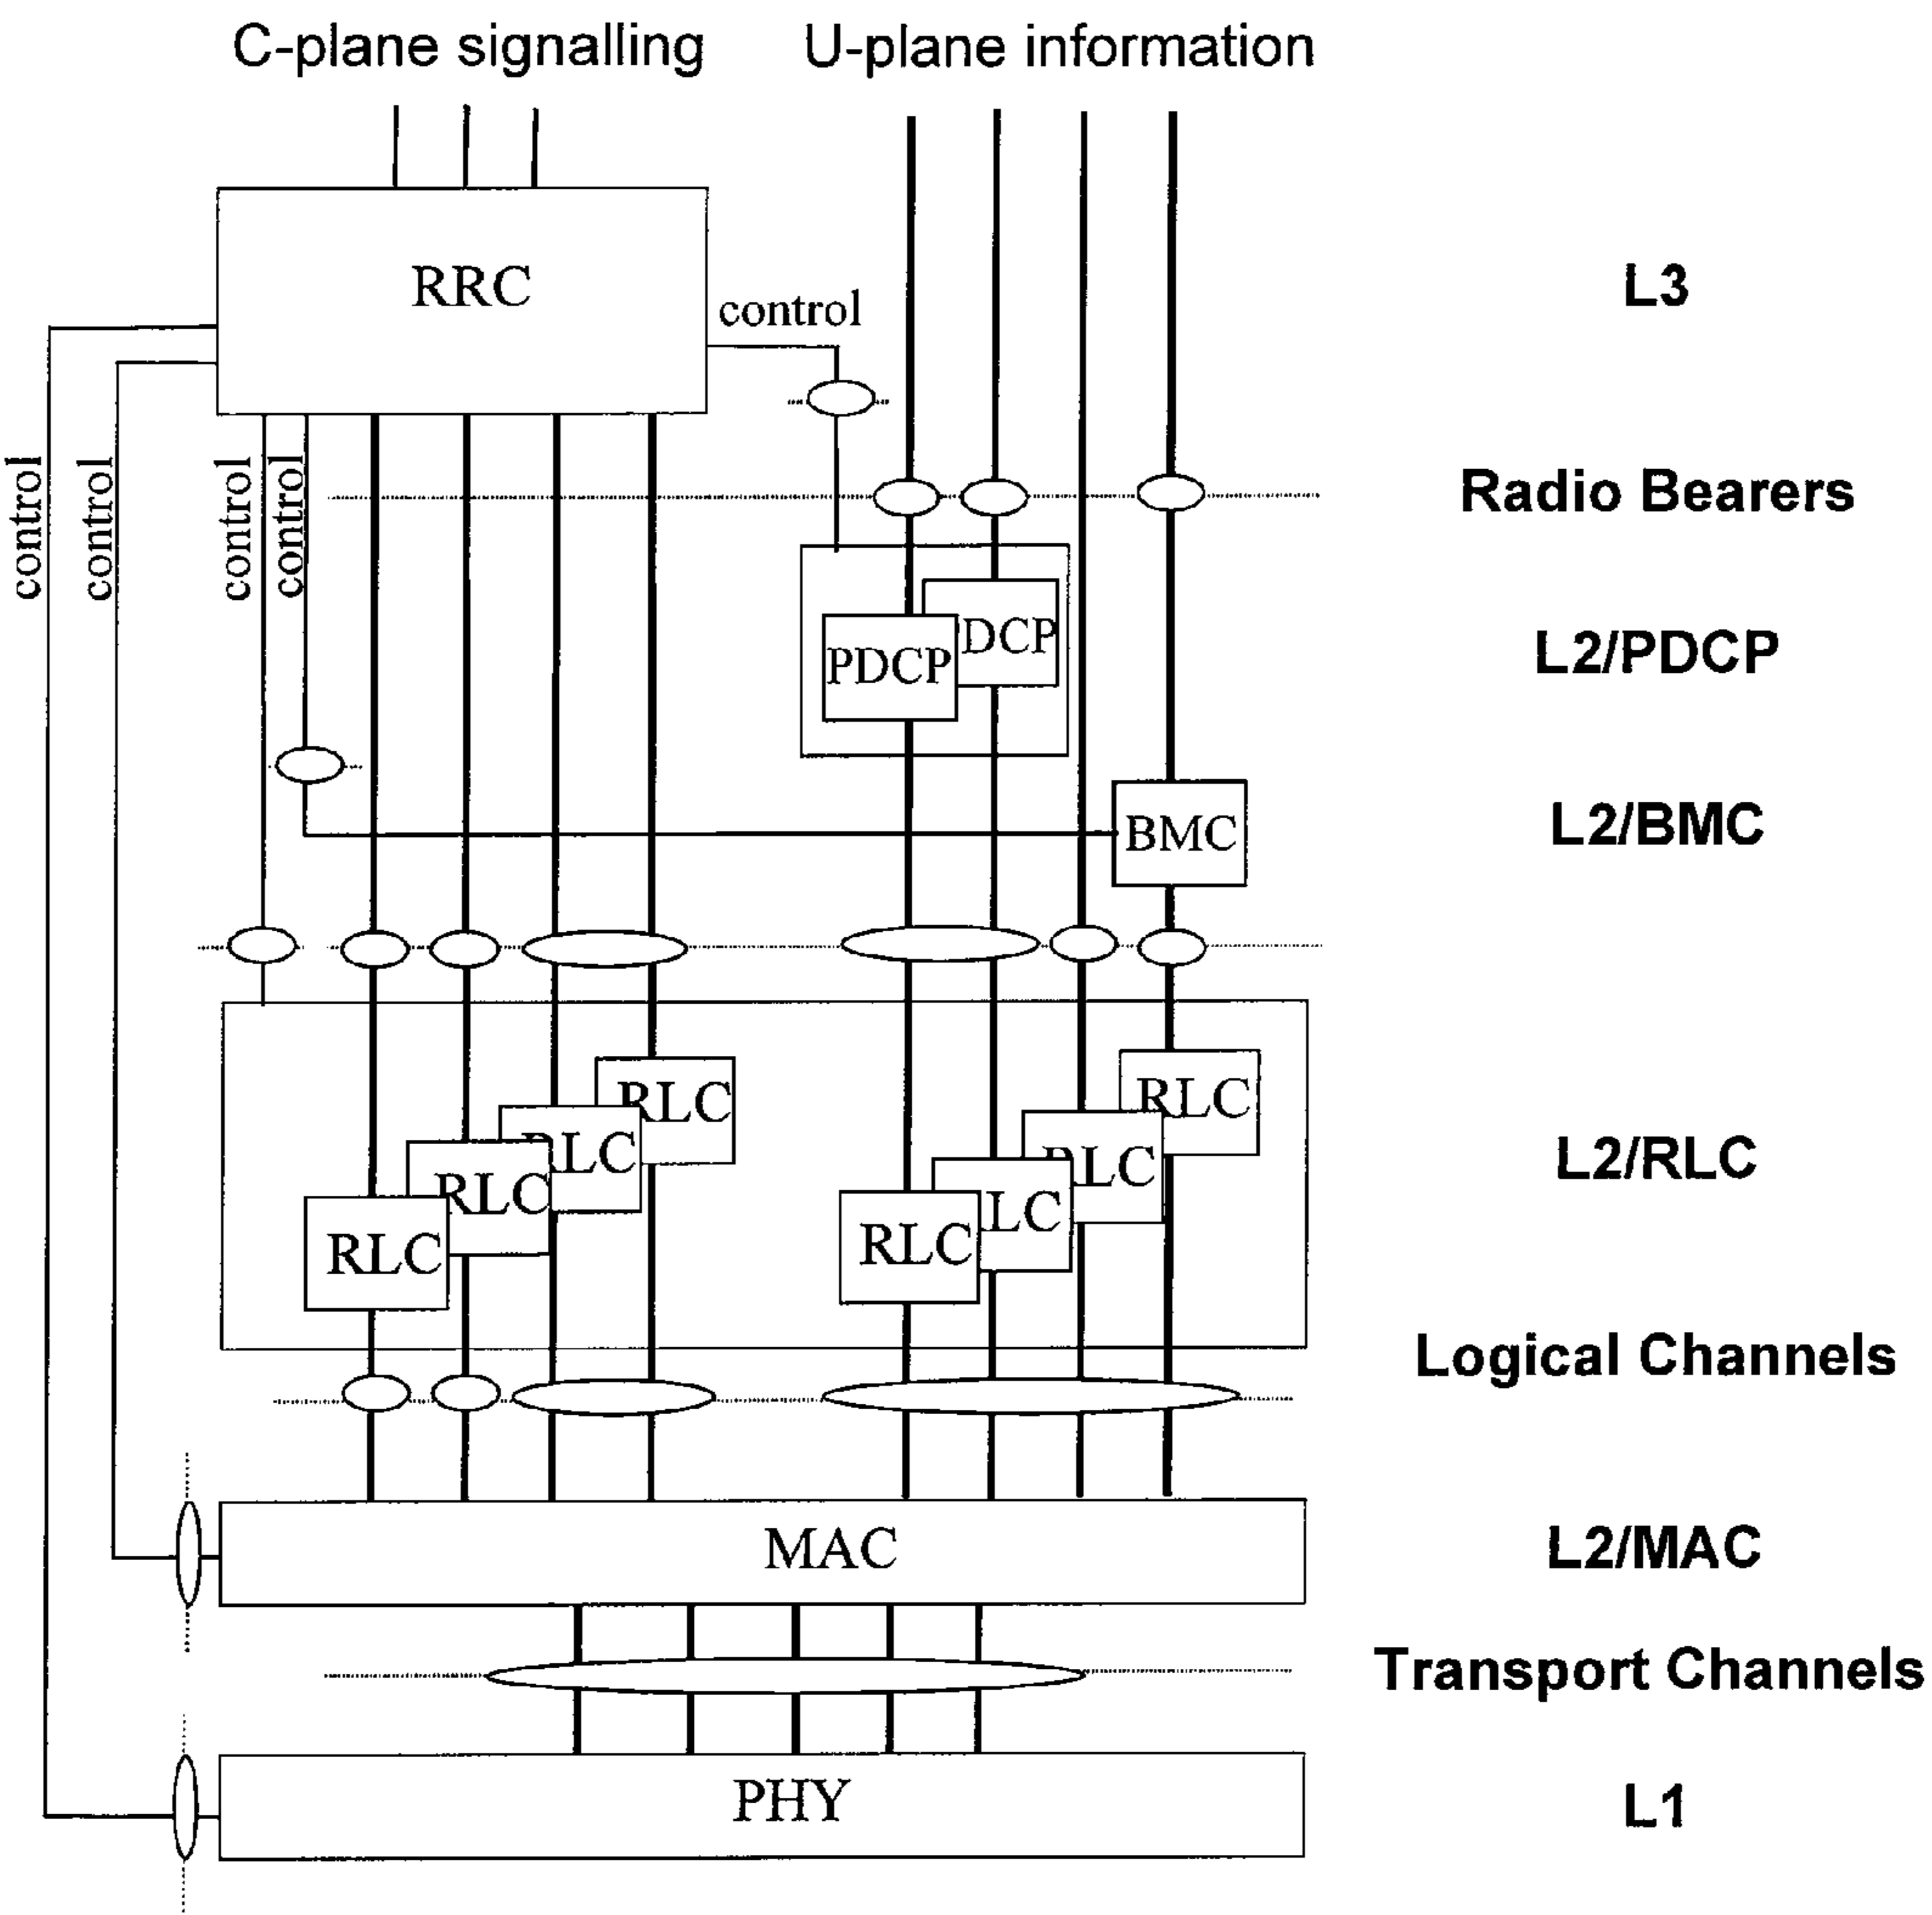 C-plane signalling
U-plane information
RRC
control
L3
control
control
control
control
Radio Bearers
PDCP
DCP
L2/PDCP
BMC
L2/BMC
RLC
RLC
RLC
RLC
RLC
LC
RLC
RLC
L2/RLC
Logical Channels
MAC
L2/MAC
Transport Channels
PHY
L1